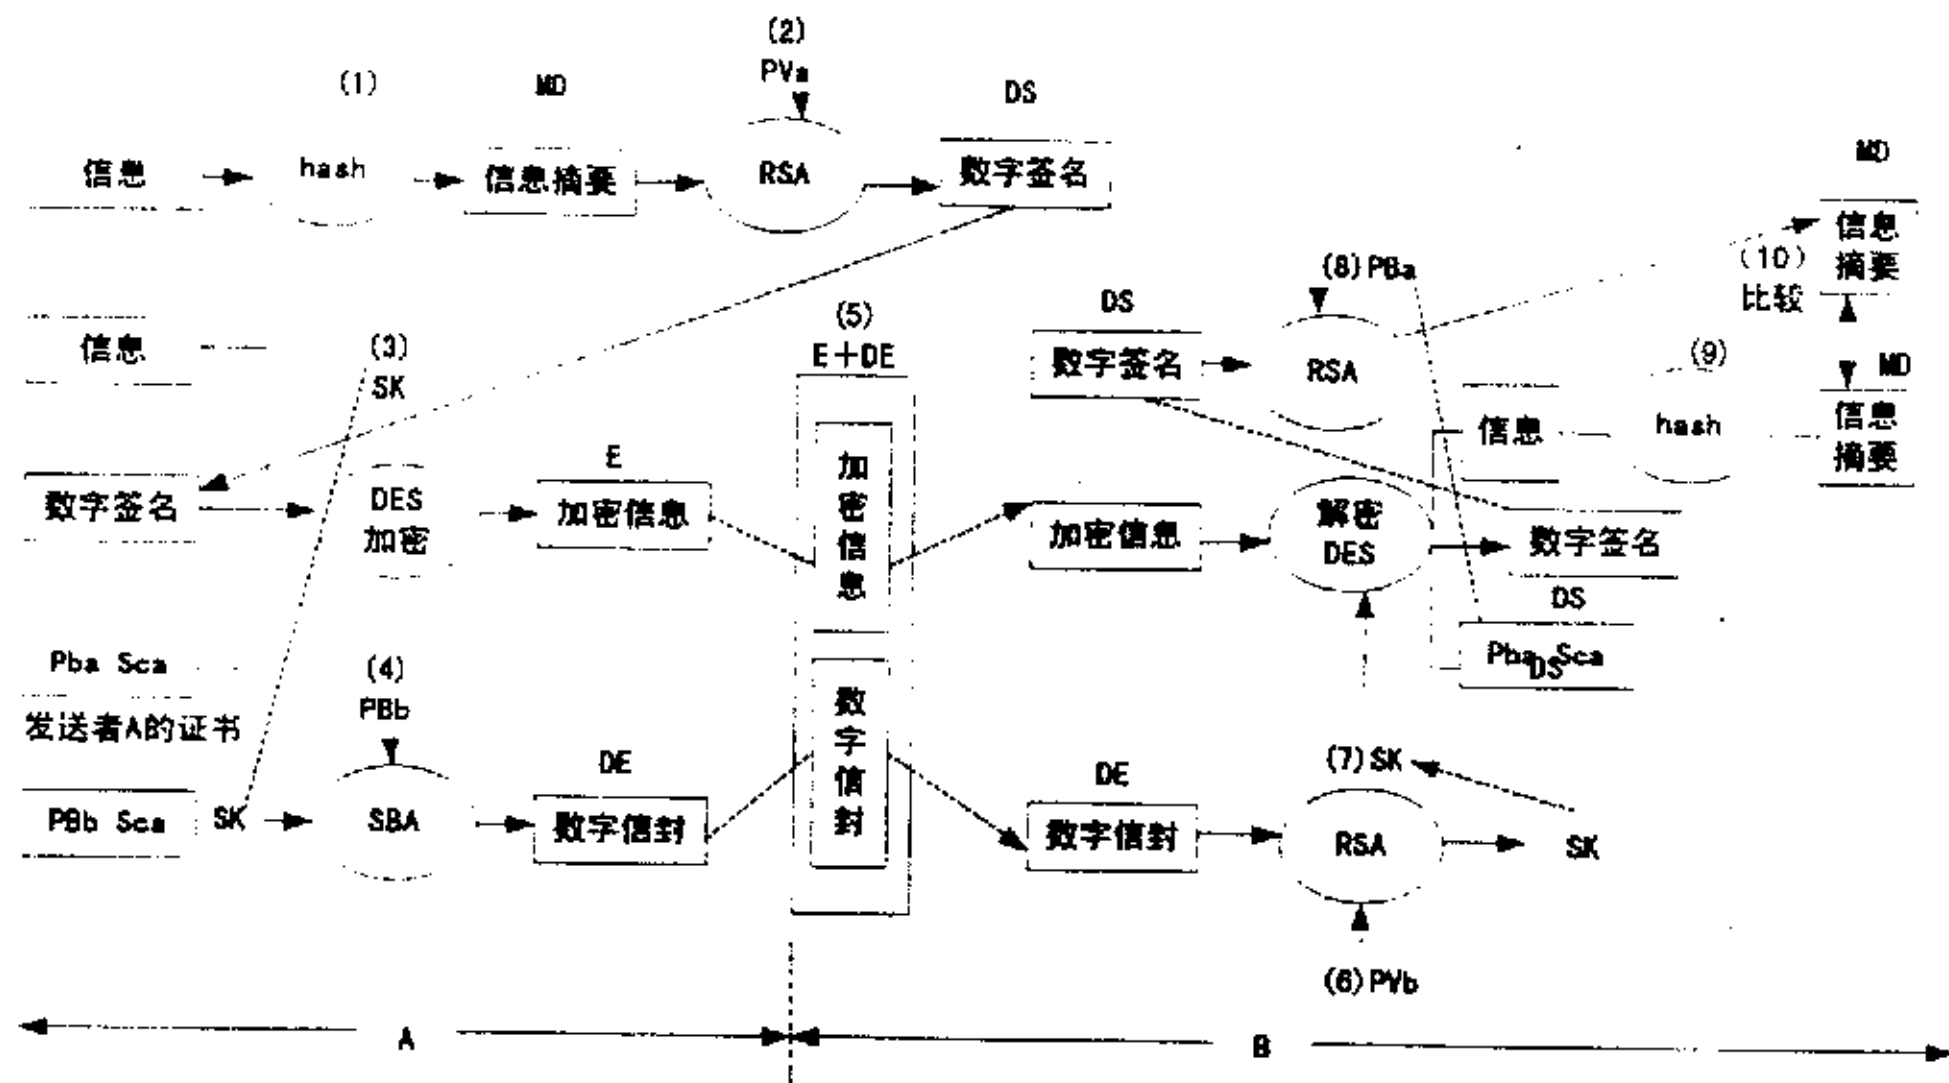 (1)
MD
(2)
PVa
DS
信息
hash
信息摘要
RSA
数字签名
MD
信息
摘要
(10)
比较
信息
(3)
SK
(5)
E+DE
DS
数字签名
(8)PBa
RSA
(9)
MD
信息
hash
信息
摘要
数字签名
DES
加密
E
加密信息
加密信息
加密信息
解密
DES
数字签名
DS
Pba Sca
发送者A的证书
(4)
PBb
Pba Sca
DS
PBb Sca
SK
SBA
DE
数字信封
数字信封
DE
数字信封
(7)SK
RSA
SK
(6)PVb
A
B